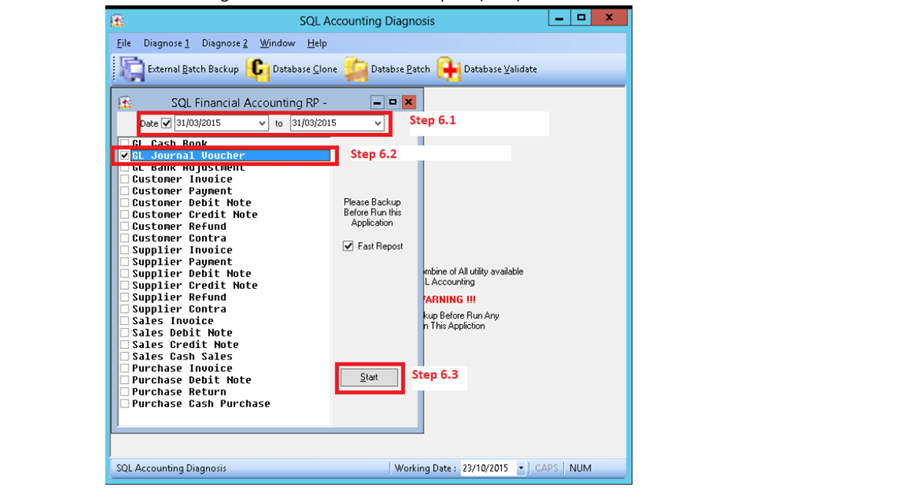 SQL Accounting Diagnosis
File Diagnose 1 Diagnose 2 Window Help
External Batch Backup Database Clone Databse Patch Database Validate
SQL Financial Accounting RP -
Date 31/03/2015 to 31/03/2015
Step 6.1
GL Cash Book
GL Journal Voucher
Step 6.2
GL Bank Adjustment
Customer Invoice
Customer Payment
Customer Debit Note
Customer Credit Note
Customer Refund
Customer Contra
Supplier Invoice
Supplier Payment
Supplier Debit Note
Supplier Credit Note
Supplier Refund
Supplier Contra
Sales Invoice
Sales Debit Note
Sales Credit Note
Sales Cash Sales
Purchase Invoice
Purchase Debit Note
Purchase Return
Purchase Cash Purchase
Please Backup
Before Run this
Application
Fast Repost
Start
Step 6.3
mbine of All utility available
L Accounting
ARNING !!!
kup Before Run Any
n This Appliction
SQL Accounting Diagnosis
Working Date : 23/10/2015 CAPS NUM